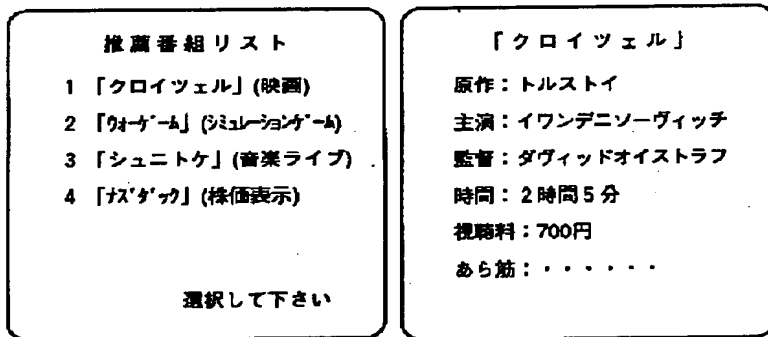 推薦番組リスト
1 「クロイツェル」(映画)
2 「ウォーゲーム」(シミュレーションゲーム)
3 「シュニトケ」(音楽ライブ)
4 「ナズダック」(株価表示)
選択して下さい
「クロイツェル」
原作:トルストイ
主演:イワンデニソーヴィッチ
監督:ダヴィッドオイストラフ
時間:2時間5分
視聴料:700円
あら筋:・・・・・・